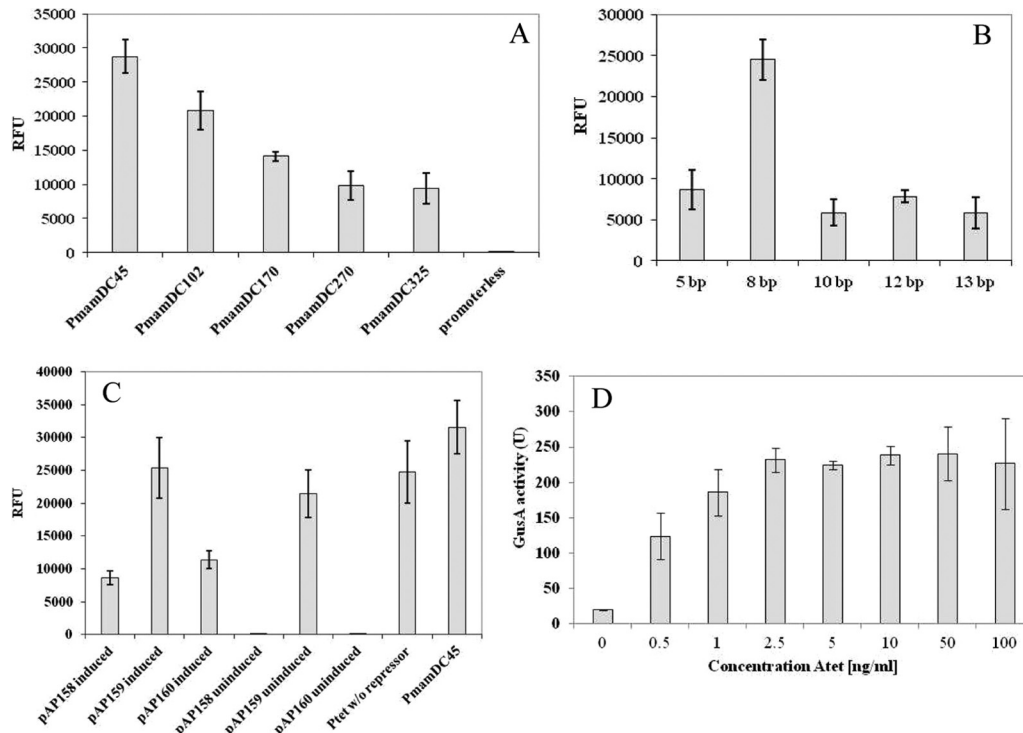 A
RFU
35000
30000
25000
20000
15000
10000
5000
0
PmamDC45
PmamDC102
PmamDC170
PmamDC270
PmamDC325
promoterless
B
RFU
30000
25000
20000
15000
10000
5000
0
5 bp
8 bp
10 bp
12 bp
13 bp
C
RFU
40000
35000
30000
25000
20000
15000
10000
5000
0
pAP158 induced
pAP159 induced
pAP160 induced
pAP158 uninduced
pAP159 uninduced
pAP160 uninduced
Ptet w/o repressor
PmamDC45
D
GusA activity (U)
350
300
250
200
150
100
50
0
0
0.5
1
2.5
5
10
50
100
Concentration Atet [ng/ml]